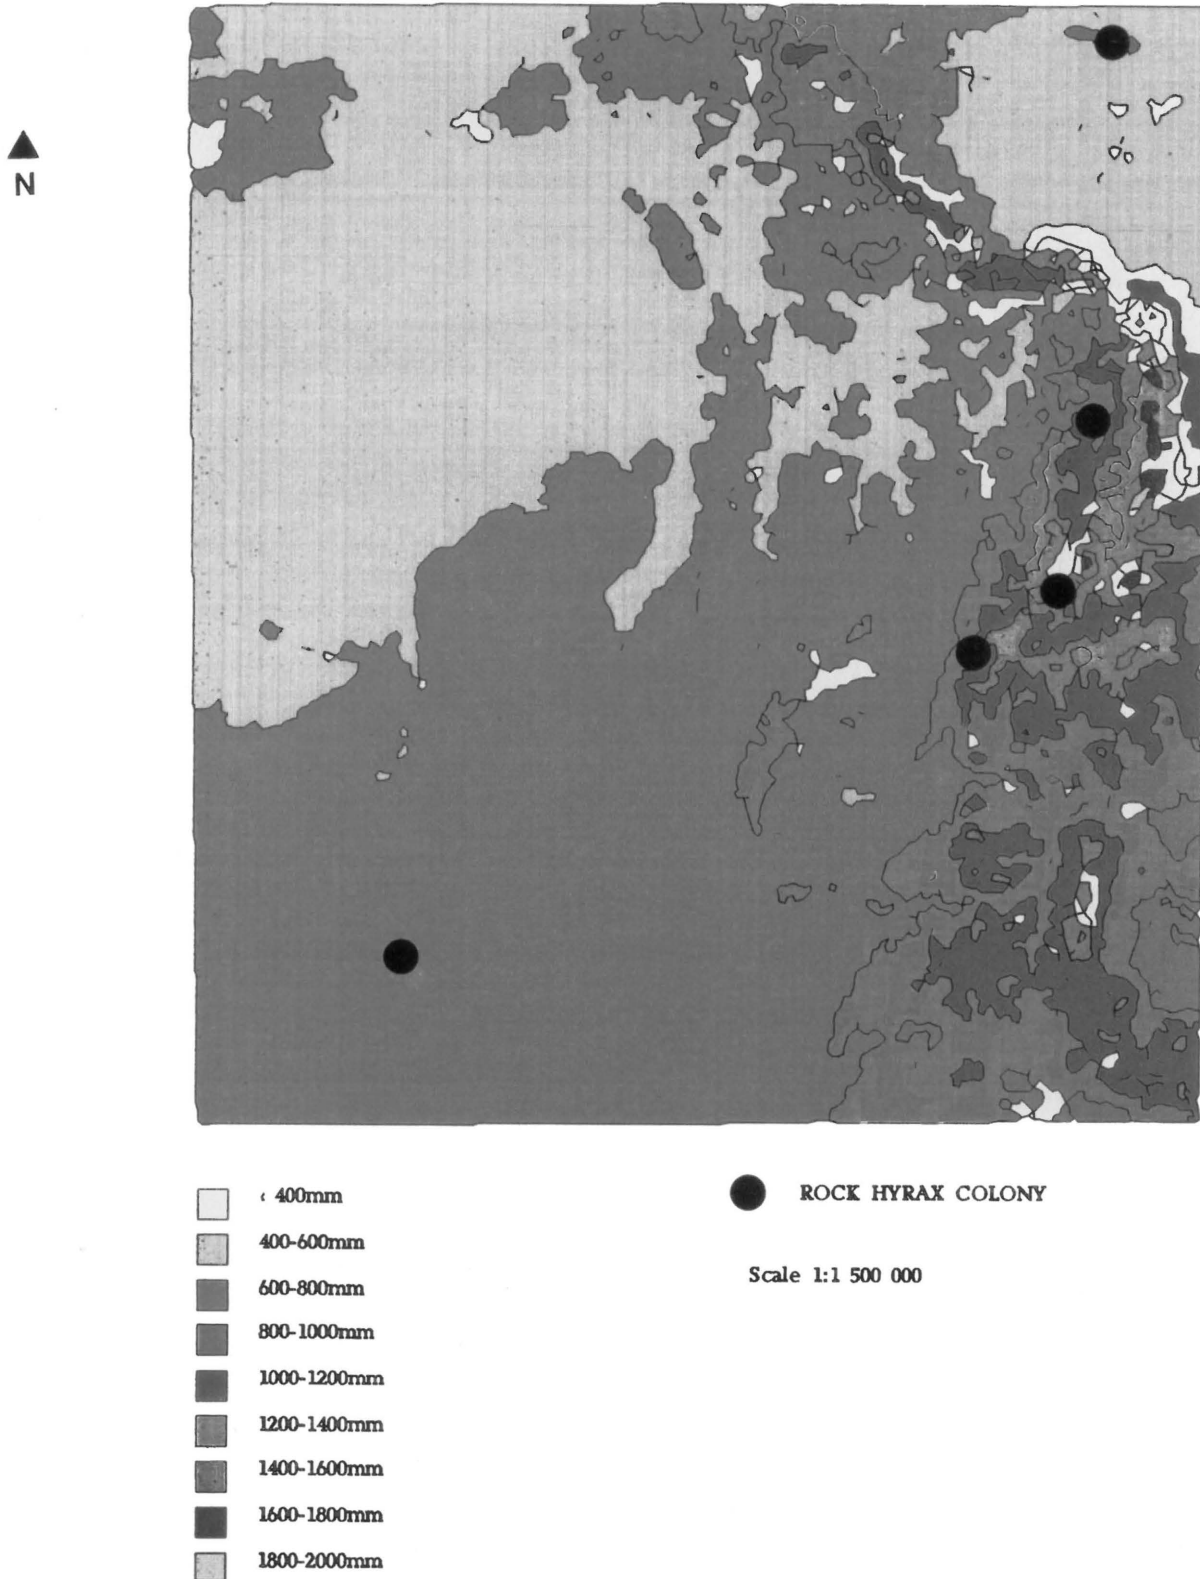 N
‹ 400mm
400-600mm
600-800mm
800-1000mm
1000-1200mm
1200-1400mm
1400-1600mm
1600-1800mm
1800-2000mm
ROCK HYRAX COLONY
Scale 1:1 500 000